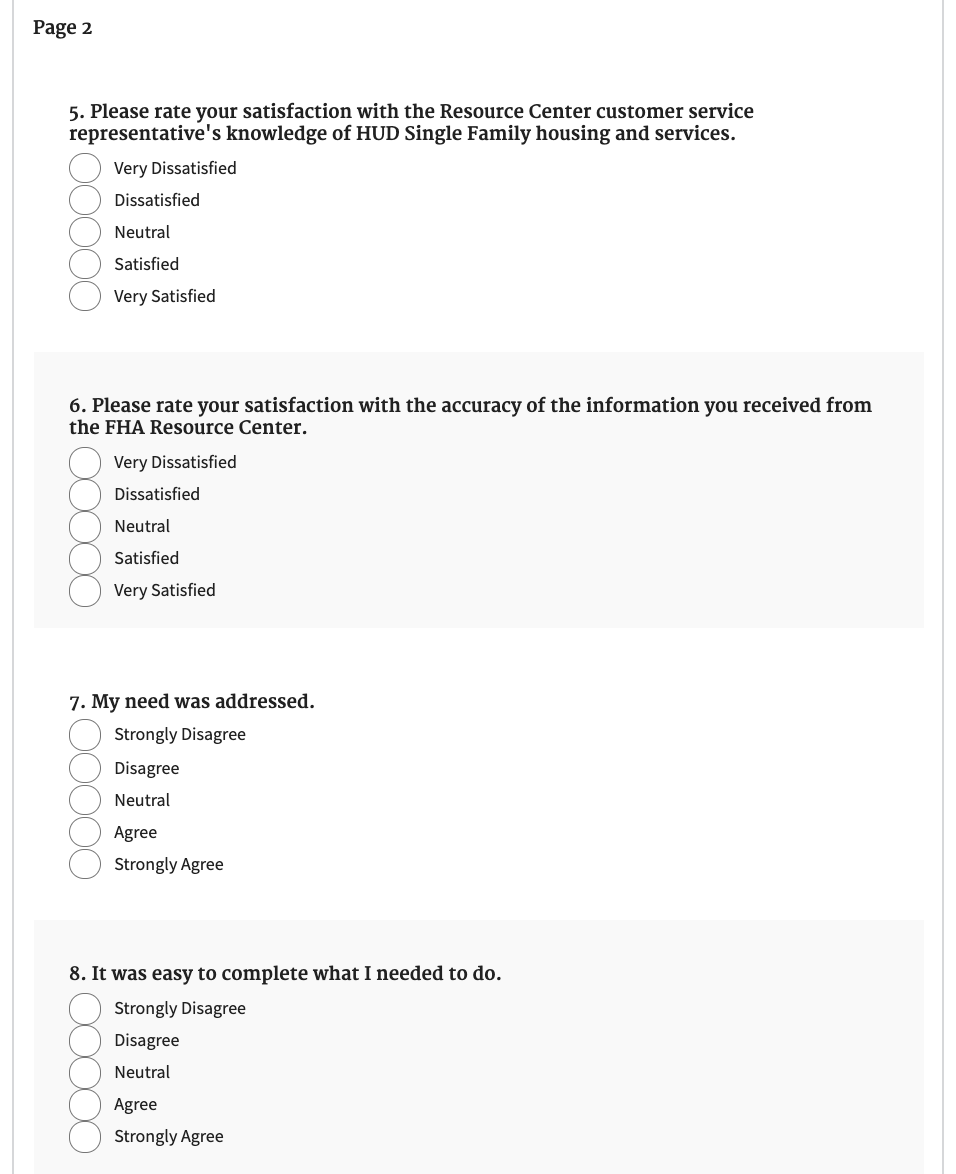 Page 2
5. Please rate your satisfaction with the Resource Center customer service
representative's knowledge of HUD Single Family housing and services.
Very Dissatisfied
Dissatisfied
Neutral
Satisfied
Very Satisfied
6. Please rate your satisfaction with the accuracy of the information you received from
the FHA Resource Center.
Very Dissatisfied
Dissatisfied
Neutral
Satisfied
Very Satisfied
7. My need was addressed.
Strongly Disagree
Disagree
Neutral
Agree
Strongly Agree
8. It was easy to complete what I needed to do.
Strongly Disagree
Disagree
Neutral
Agree
Strongly Agree